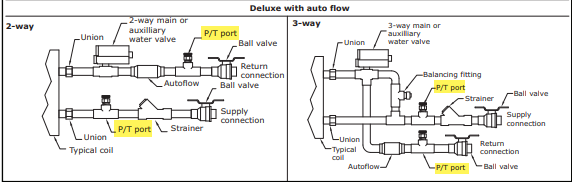 Deluxe with auto flow
2-way
2-way main or
auxilliary
water valve
Union
P/T port
Ball valve
Return
connection
Autoflow
Ball valve
Supply
connection
P/T port
Strainer
Union
Typical coil
3-way
3-way main or
auxilliary
water valve
Union
Balancing fitting
P/T port
Strainer
Ball valve
Supply
connection
Union
Typical
coil
Return
connection
Autoflow
P/T port
Ball valve